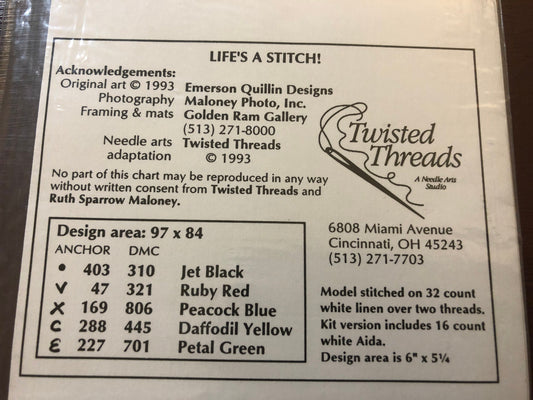 LIFE'S A STITCH!
Acknowledgements:
Original art © 1993 Emerson Quillin Designs
Photography Maloney Photo, Inc.
Framing & mats Golden Ram Gallery
(513) 271-8000
Needle arts adaptation Twisted Threads
© 1993
No part of this chart may be reproduced in any way
without written consent from Twisted Threads and
Ruth Sparrow Maloney.
Twisted
Threads
A Needle Arts
Studio
6808 Miami Avenue
Cincinnati, OH 45243
(513) 271-7703
Design area: 97 x 84
ANCHOR DMC
• 403 310 Jet Black
v 47 321 Ruby Red
x 169 806 Peacock Blue
c 288 445 Daffodil Yellow
ε 227 701 Petal Green
Model stitched on 32 count
white linen over two threads.
Kit version includes 16 count
white Aida.
Design area is 6" x 5¼